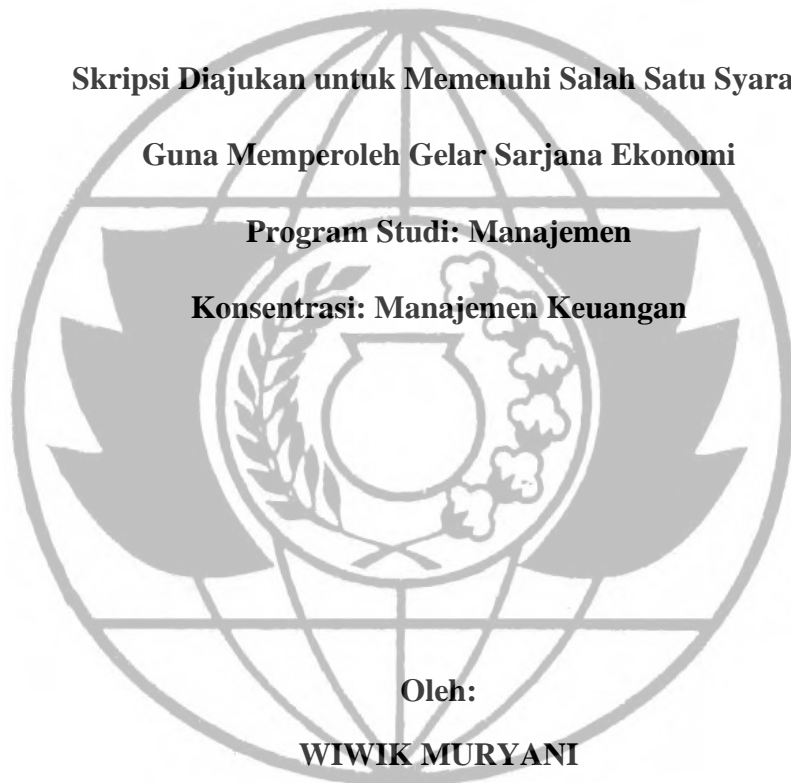 Skripsi Diajukan untuk Memenuhi Salah Satu Syara
Guna Memperoleh Gelar Sarjana Ekonomi
Program Studi: Manajemen
Konsentrasi: Manajemen Keuangan
Oleh:
WIWIK MURYANI